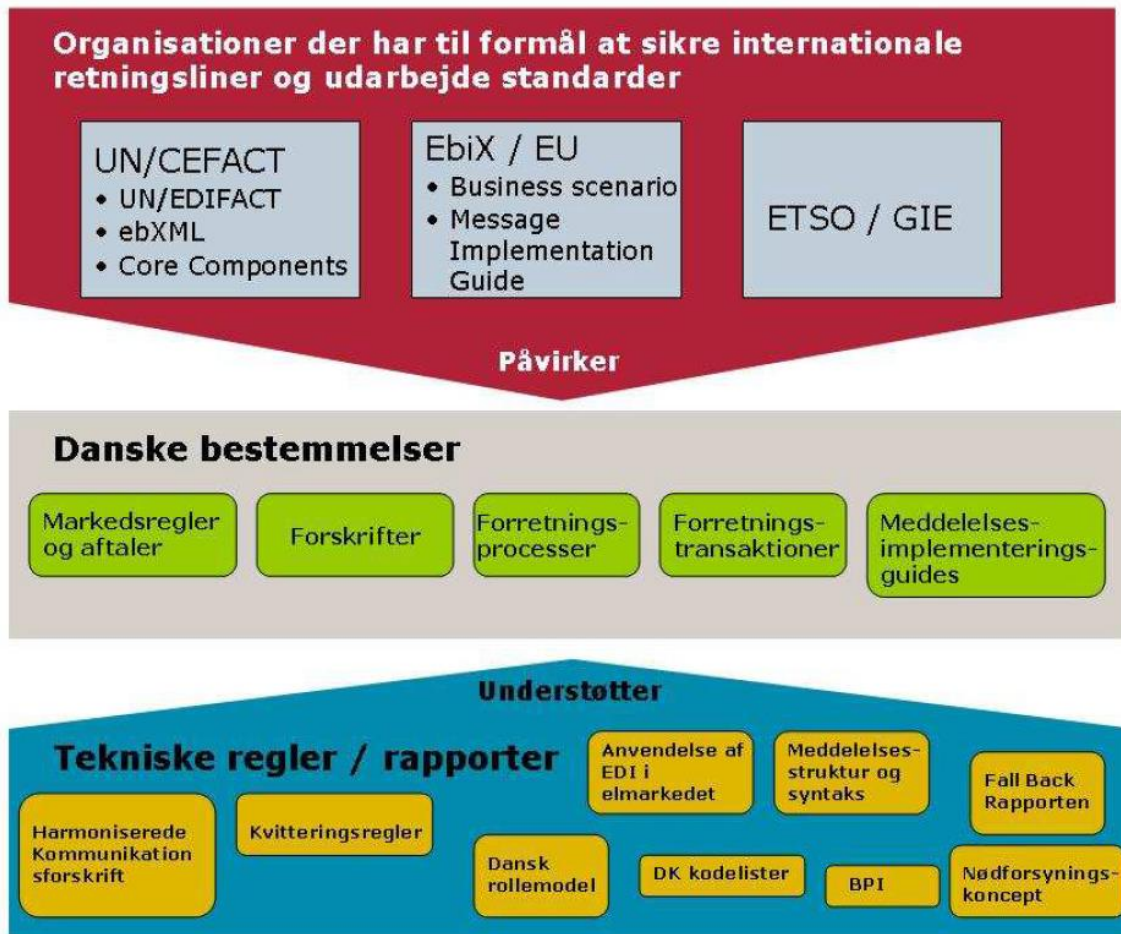 Organisationer der har til formål at sikre internationale
retningsliner og udarbejde standarder
UN/CEFACT
• UN/EDIFACT
• ebXML
• Core Components
EbiX / EU
• Business scenario
• Message
Implementation
Guide
ETSO / GIE
Påvirker
Danske bestemmelser
Markedsregler
og aftaler
Forskrifter
Forretnings-
processer
Forretnings-
transaktioner
Meddelelses-
implementerings-
guides
Understøtter
Tekniske regler / rapporter
Anvendelse af
EDI i
elmarkedet
Meddelelses-
struktur og
syntaks
Fall Back
Rapporten
Harmoniserede
Kommunikation
sforskrift
Kvitteringsregler
Dansk
rollemodel
DK kodelister
BPI
Nødforsynings-
koncept